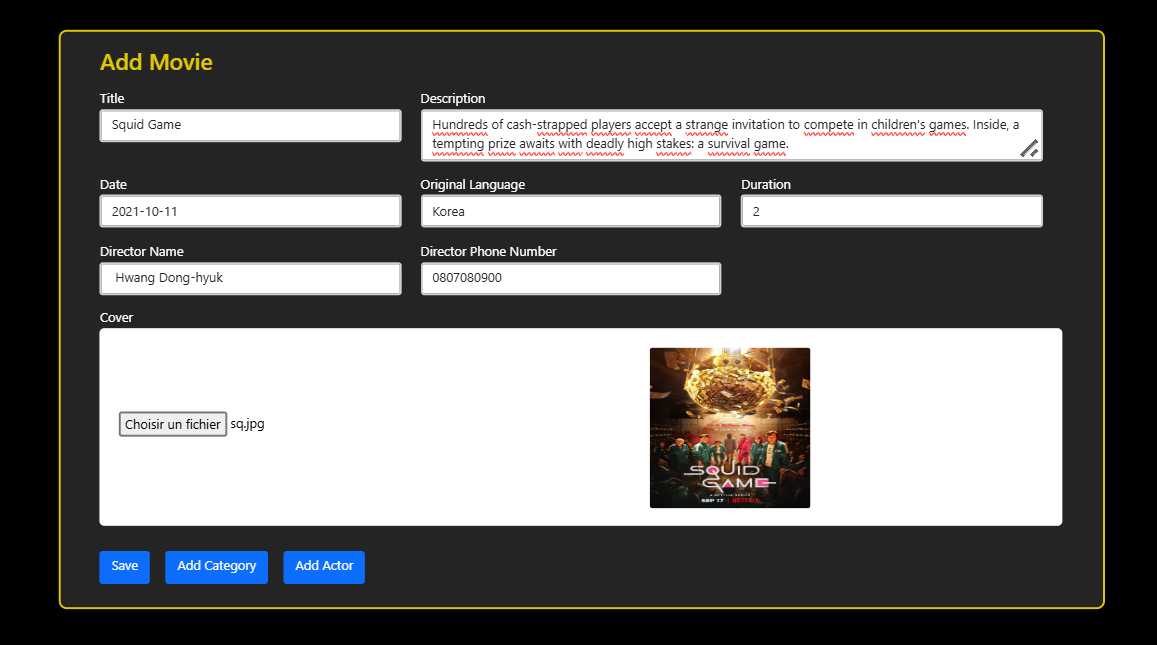 Add Movie
Title
Description
Squid Game
Hundreds of cash-strapped players accept a strange invitation to compete in children's games. Inside, a
tempting prize awaits with deadly high stakes: a survival game.
Date
Original Language
Duration
2021-10-11
Korea
2
Director Name
Director Phone Number
Hwang Dong-hyuk
0807080900
Cover
Choisir un fichier
sq.jpg
SQUID
GAME
A NETFLIX SERIES
SEP 17 | NETFLIX
Save
Add Category
Add Actor